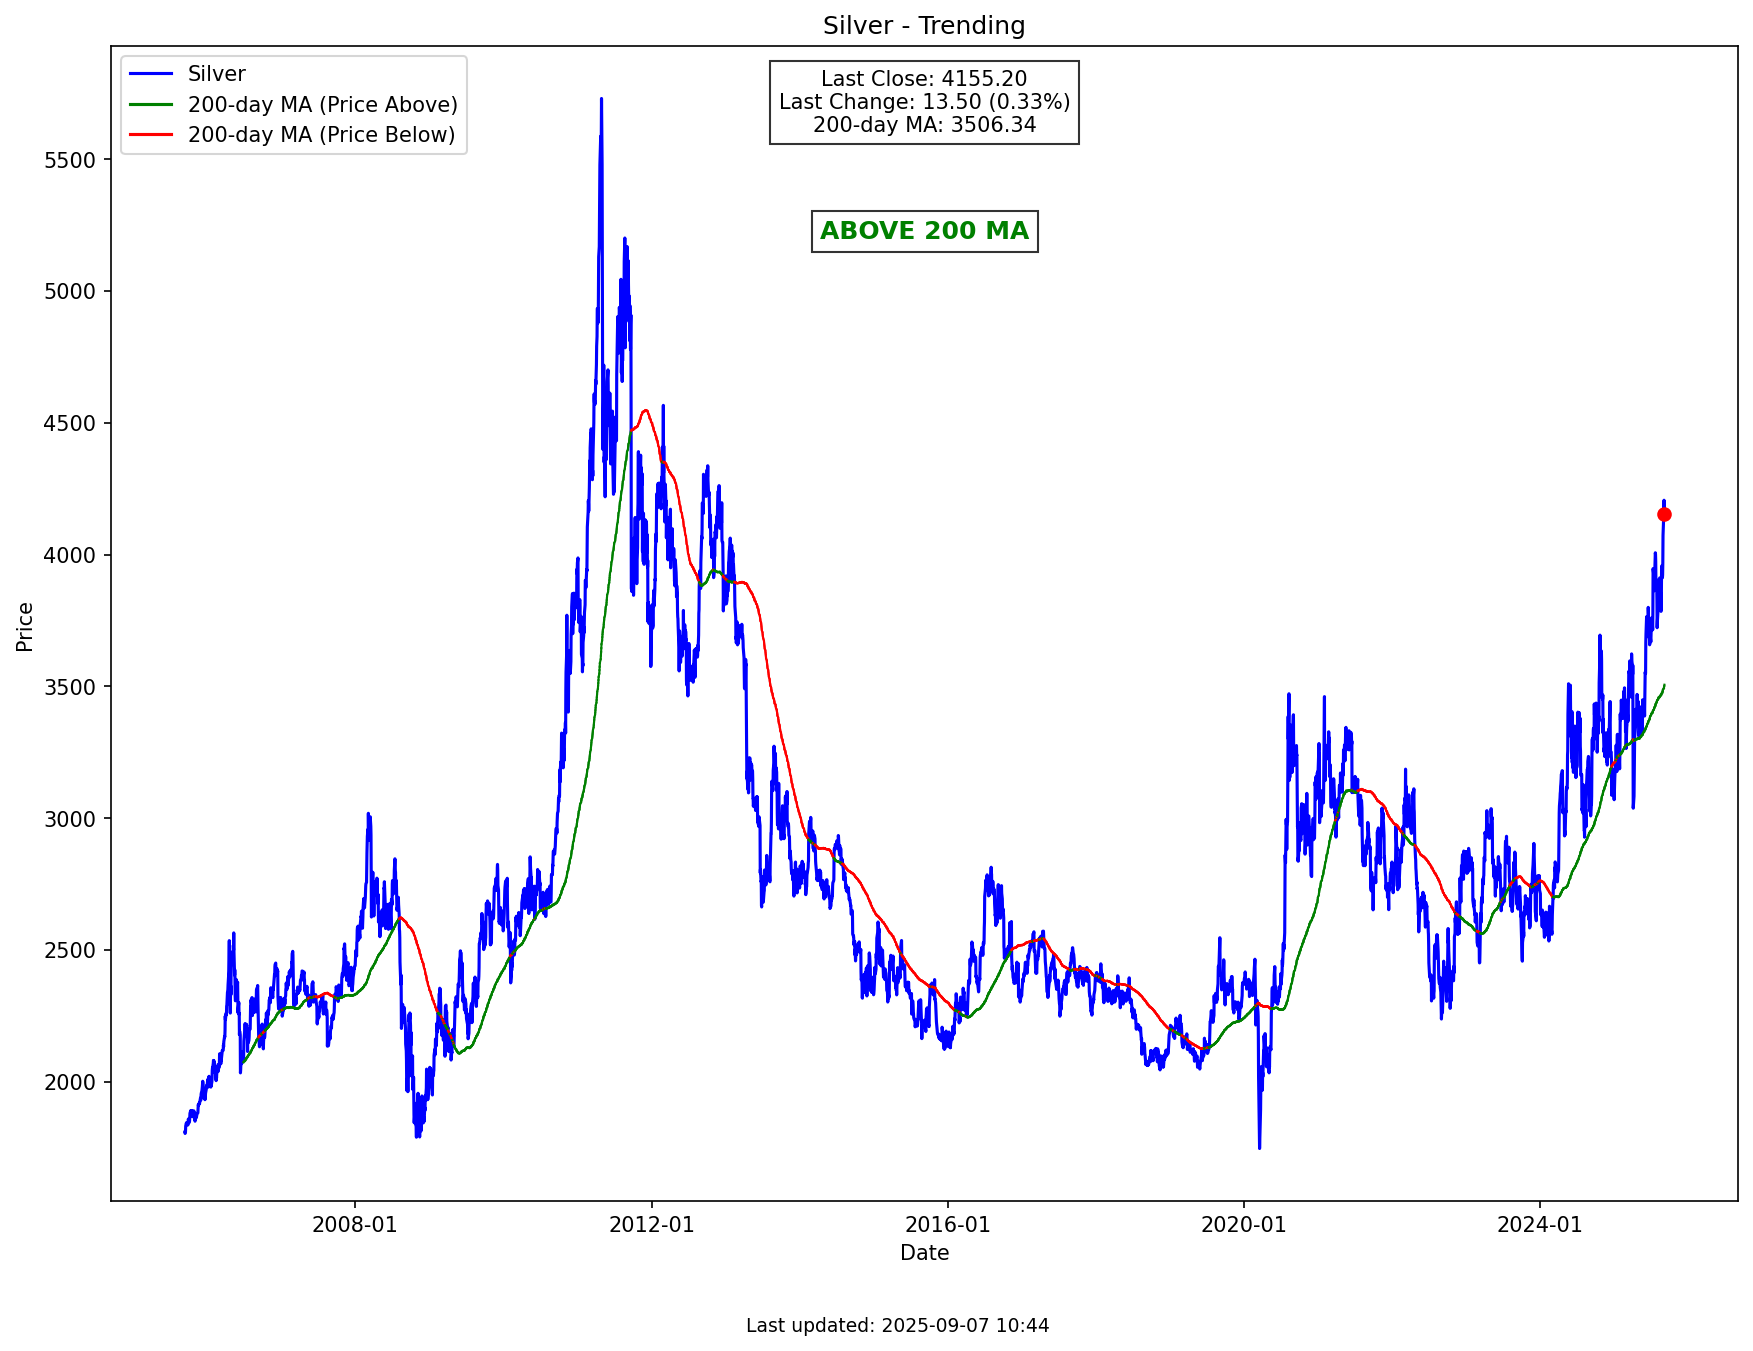 Silver - Trending
Silver
200-day MA (Price Above)
200-day MA (Price Below)
Last Close: 4155.20
Last Change: 13.50 (0.33%)
200-day MA: 3506.34
ABOVE 200 MA
Price
5500
5000
4500
4000
3500
3000
2500
2000
2008-01
2012-01
2016-01
2020-01
2024-01
Date
Last updated: 2025-09-07 10:44